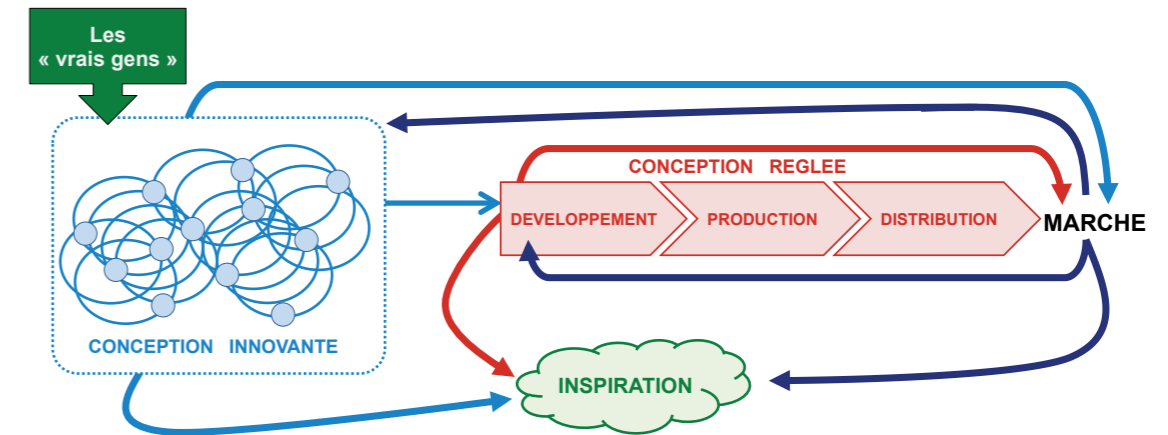 Les
« vrais gens »
CONCEPTION REGLEE
DEVELOPPEMENT
PRODUCTION
DISTRIBUTION
MARCHE
CONCEPTION INNOVANTE
INSPIRATION